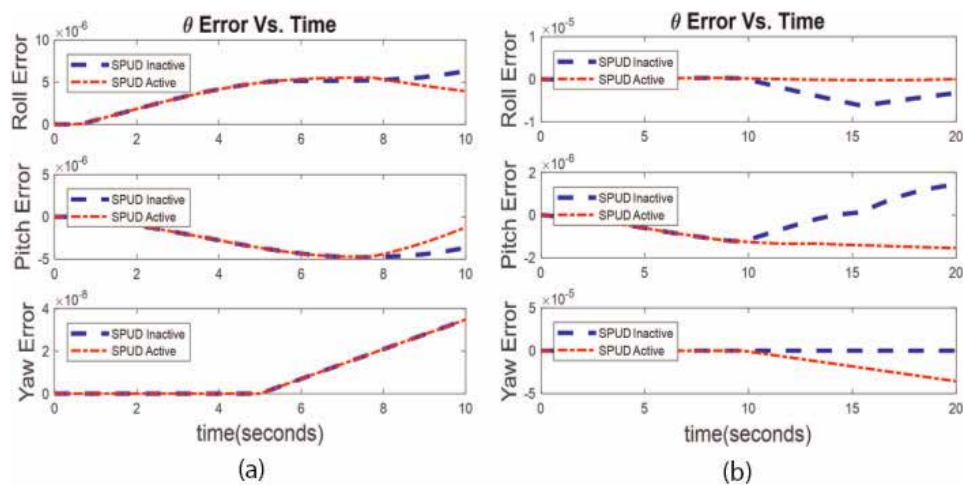 θ Error Vs. Time
×10⁻⁶
10
5
0
Roll Error
SPUD Inactive
SPUD Active
0 2 4 6 8 10
×10⁻⁶
5
0
-5
Pitch Error
SPUD Inactive
SPUD Active
0 2 4 6 8 10
×10⁻⁸
4
2
0
Yaw Error
SPUD Inactive
SPUD Active
0 2 4 6 8 10
time(seconds)
(a)
θ Error Vs. Time
×10⁻⁵
1
0
-1
Roll Error
SPUD Inactive
SPUD Active
0 5 10 15 20
×10⁻⁶
2
0
-2
Pitch Error
SPUD Inactive
SPUD Active
0 5 10 15 20
×10⁻⁵
5
0
-5
Yaw Error
SPUD Inactive
SPUD Active
0 5 10 15 20
time(seconds)
(b)